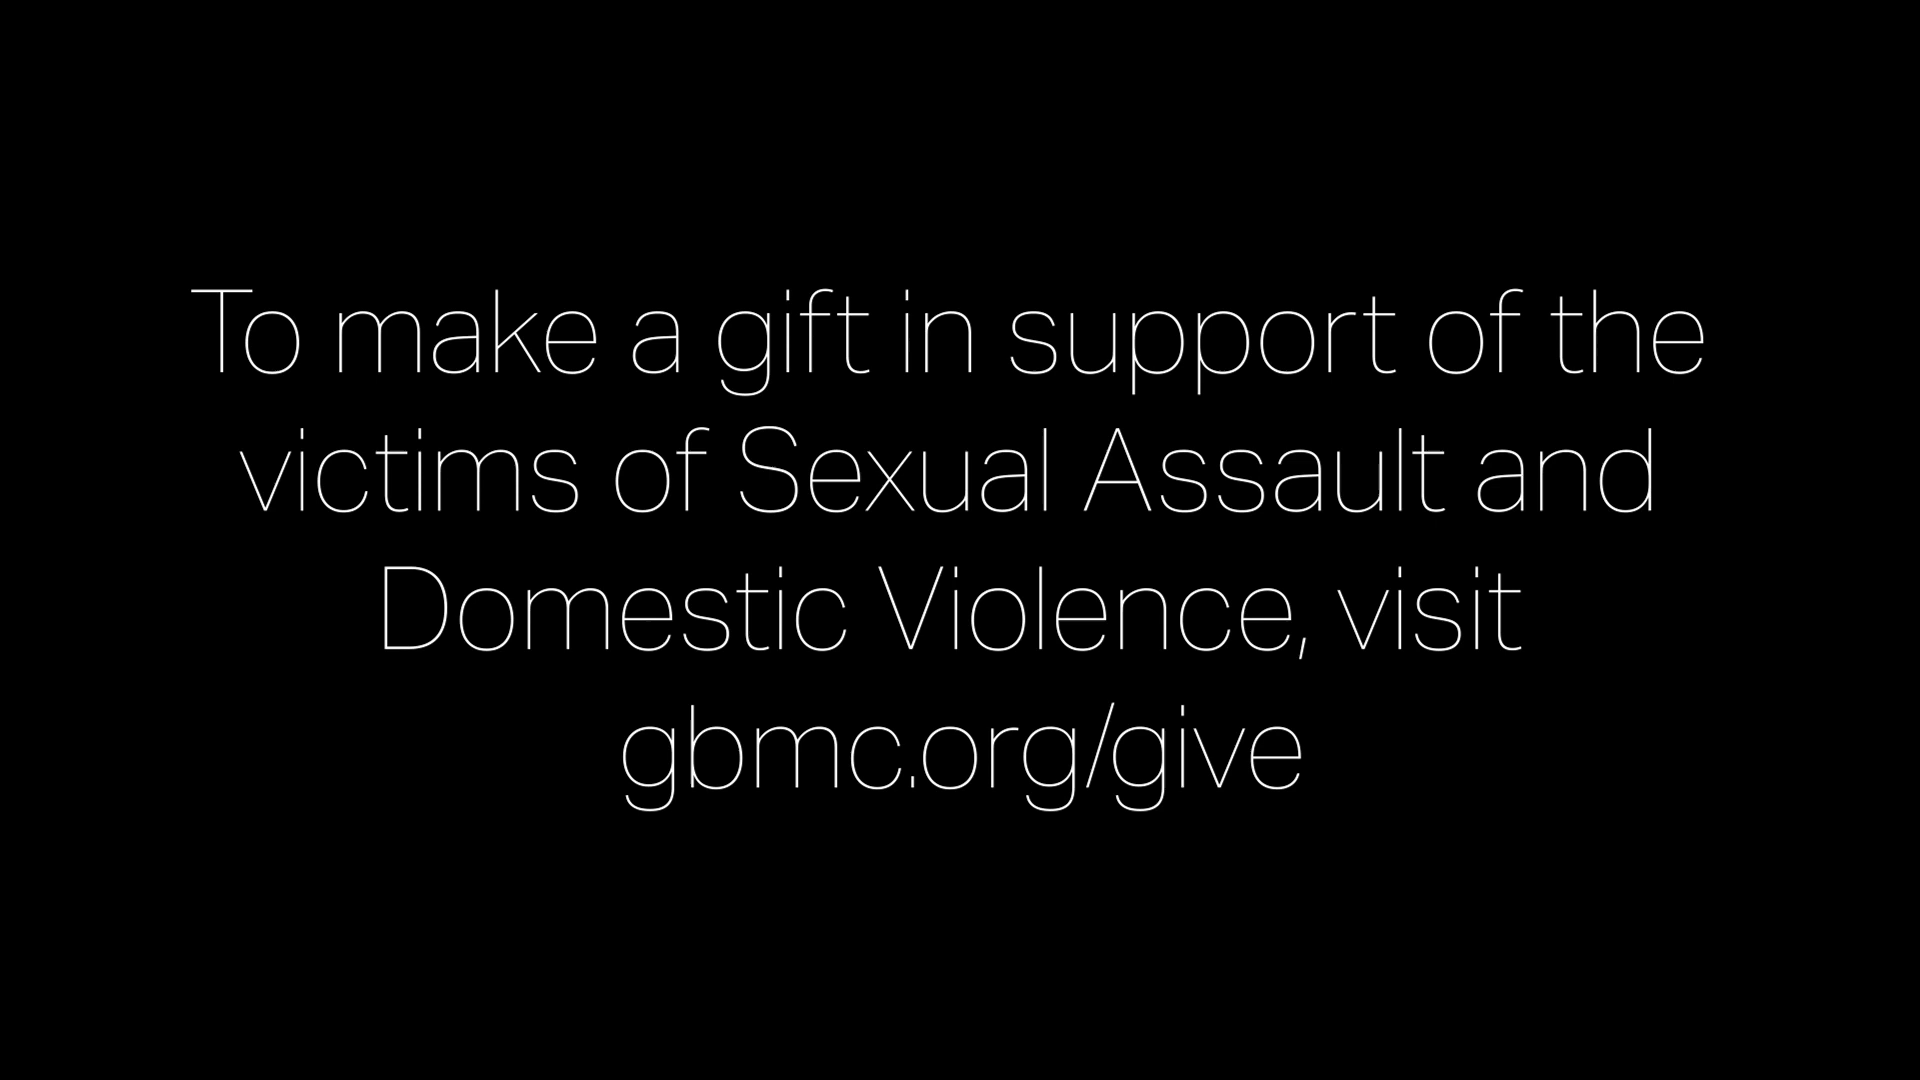 To make a gift in support of the
victims of Sexual Assault and
Domestic Violence, visit
gbmc.org/give